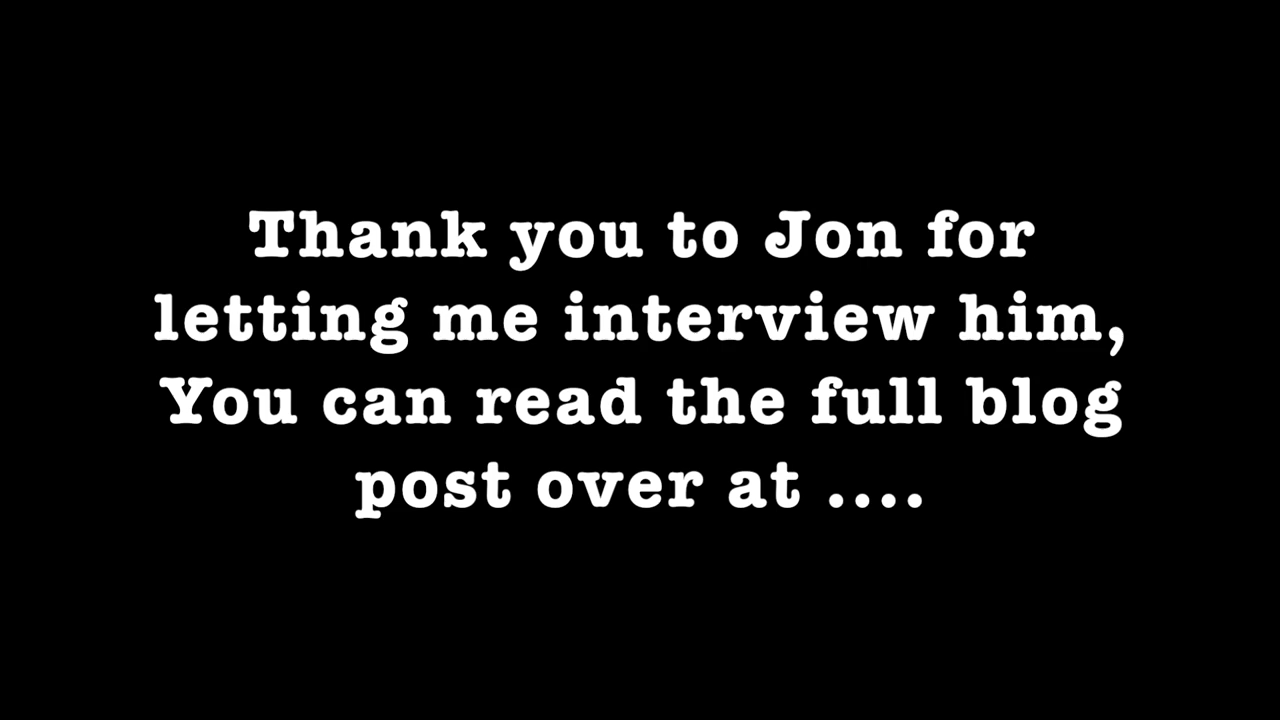 Thank you to Jon for
letting me interview him,
You can read the full blog
post over at ....